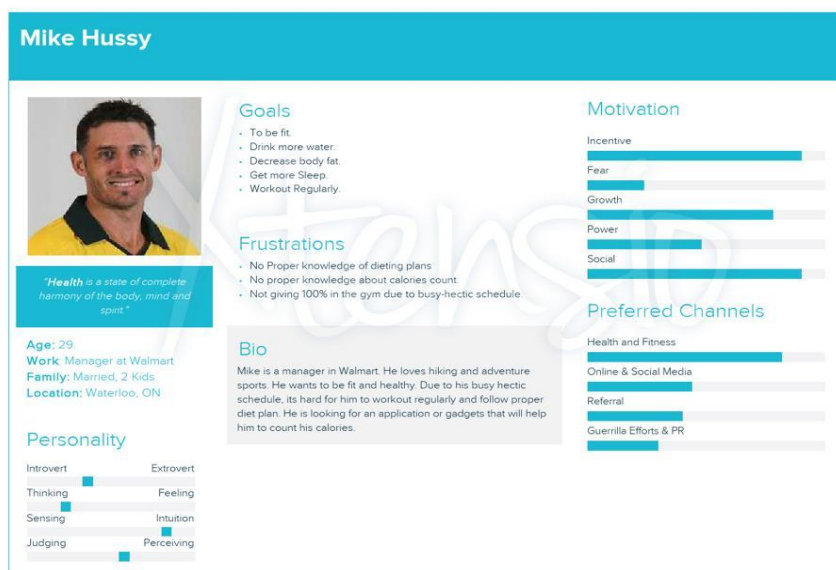 Mike Hussy
"Health is a state of complete
harmony of the body, mind and
spirit."
Age: 29
Work: Manager at Walmart
Family: Married, 2 Kids
Location: Waterloo, ON
Personality
Introvert Extrovert
Thinking Feeling
Sensing Intuition
Judging Perceiving
Goals
• To be fit.
• Drink more water.
• Decrease body fat.
• Get more Sleep.
• Workout Regularly.
Frustrations
• No Proper knowledge of dieting plans
• No proper knowledge about calories count.
• Not giving 100% in the gym due to busy-hectic schedule.
Bio
Mike is a manager in Walmart. He loves hiking and adventure
sports. He wants to be fit and healthy. Due to his busy hectic
schedule, its hard for him to workout regularly and follow proper
diet plan. He is looking for an application or gadgets that will help
him to count his calories.
Motivation
Incentive
Fear
Growth
Power
Social
Preferred Channels
Health and Fitness
Online & Social Media
Referral
Guerrilla Efforts & PR
Xtensio